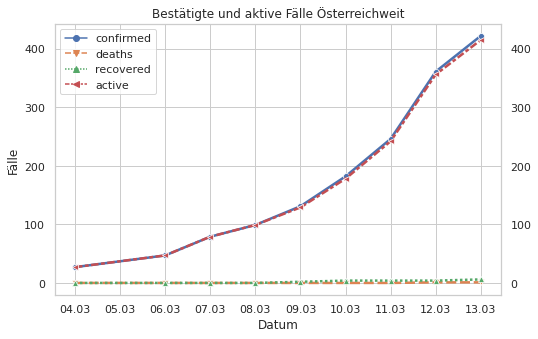 Bestätigte und aktive Fälle Österreichweit
confirmed
deaths
recovered
active
Fälle
400
300
200
100
0
400
300
200
100
0
04.03 05.03 06.03 07.03 08.03 09.03 10.03 11.03 12.03 13.03
Datum